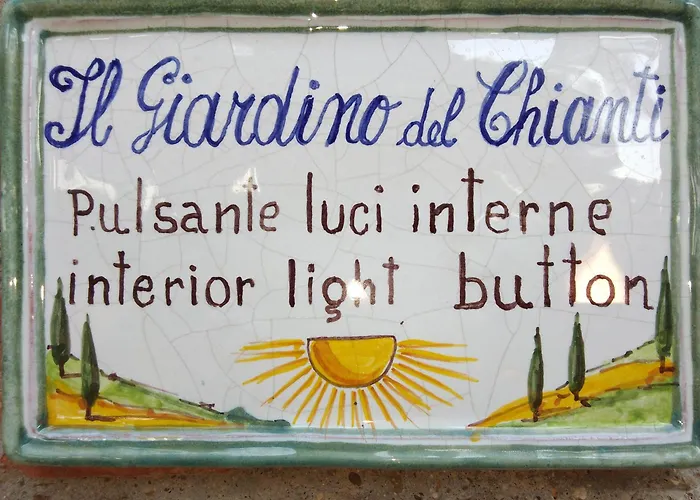 Il Giardino del Chianti
Pulsante luci interne
interior light button